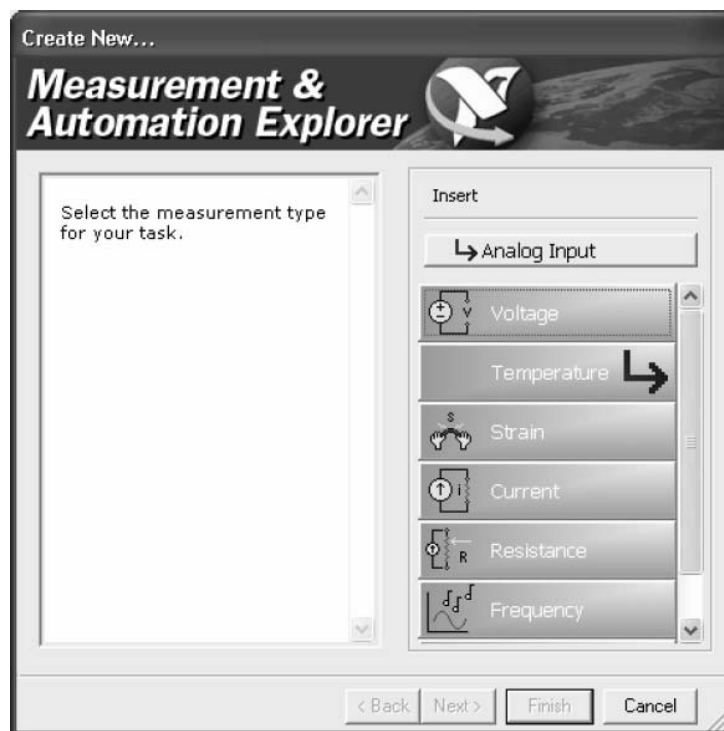 Create New...
Measurement &
Automation Explorer
Select the measurement type
for your task.
Insert
Analog Input
V
Voltage
Temperature
S
Strain
i
Current
R
Resistance
Frequency
< Back
Next >
Finish
Cancel